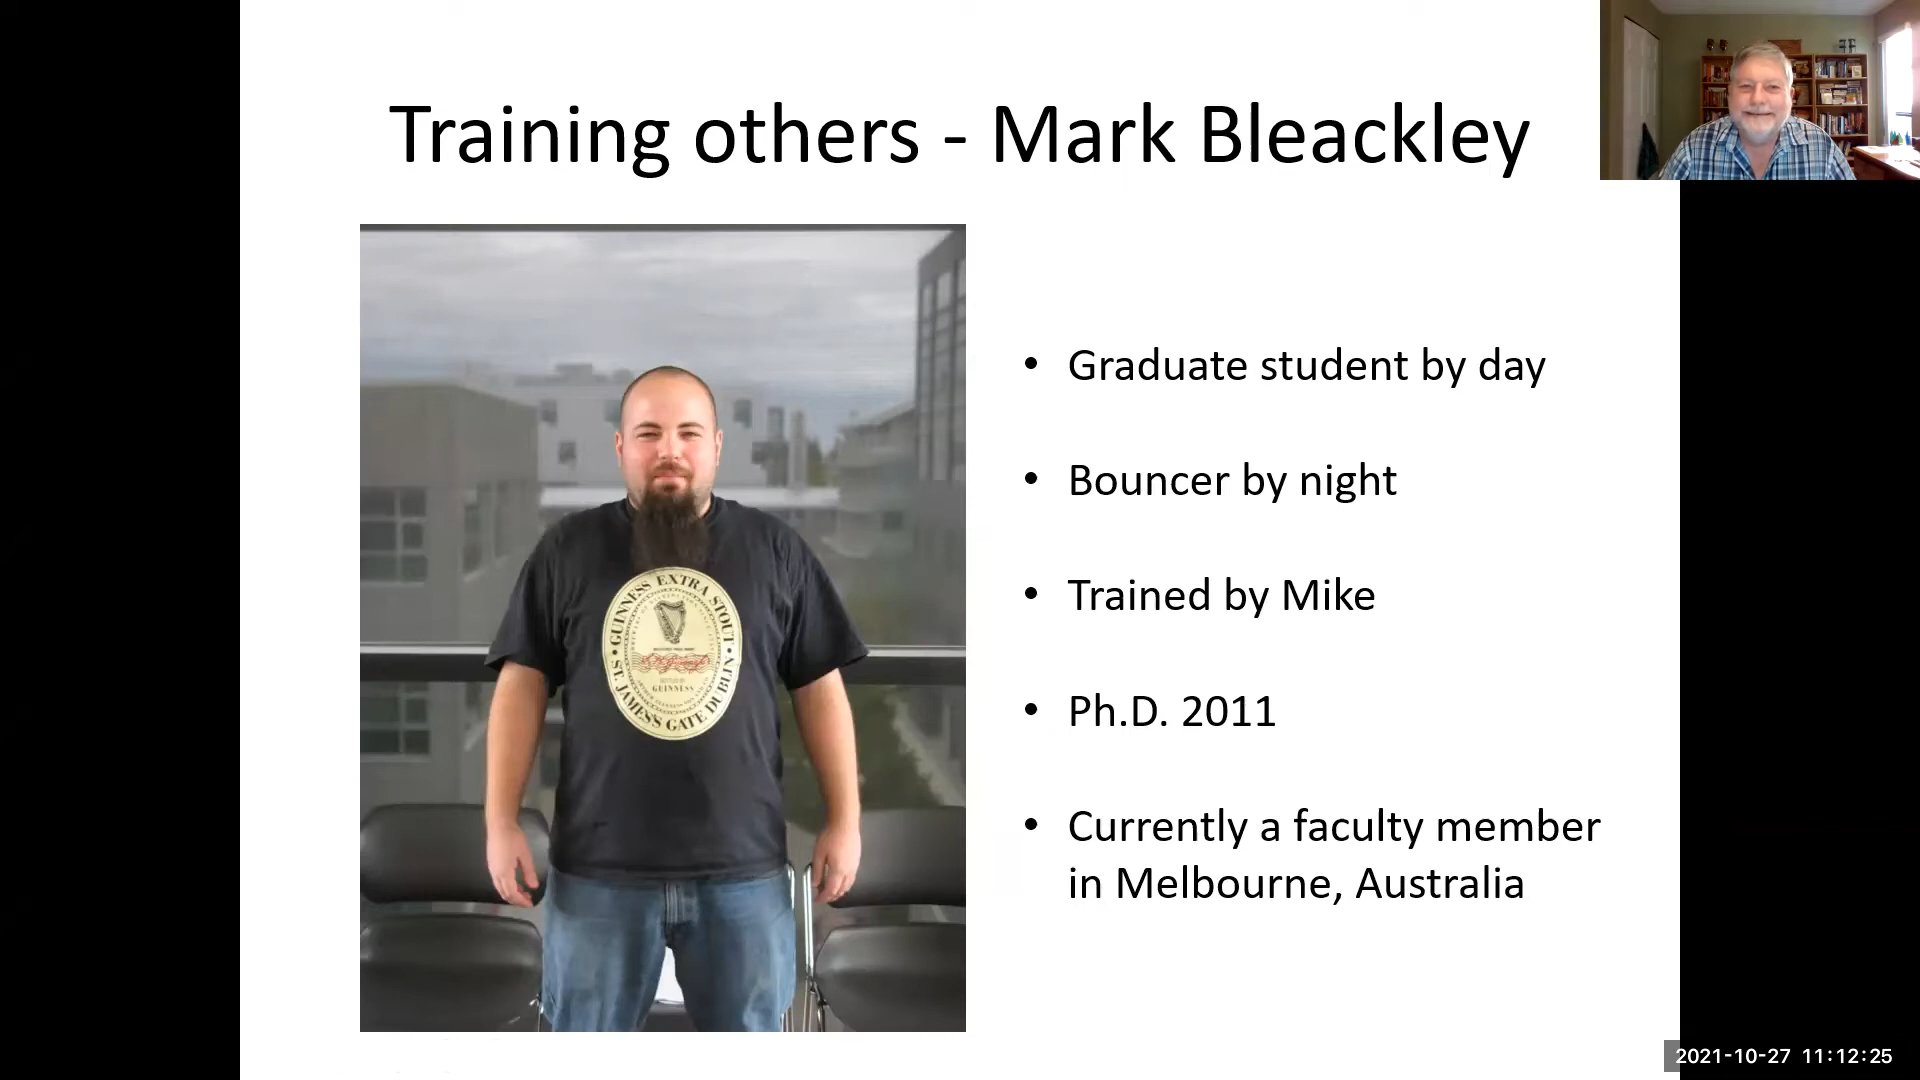 Training others - Mark Bleackley
• Graduate student by day
• Bouncer by night
• Trained by Mike
• Ph.D. 2011
• Currently a faculty member
in Melbourne, Australia
GUINNESS EXTRA STOUT
GUINNESS
ST. JAMES'S GATE DUBLIN
2021-10-27 11:12:25